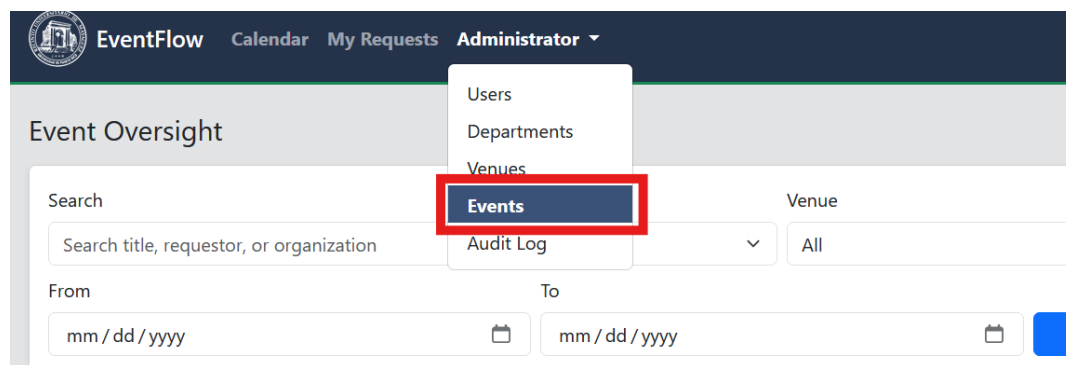 EventFlow Calendar My Requests Administrator
Users
Departments
Venues
Events
Audit Log
Event Oversight
Search
Venue
Search title, requestor, or organization
All
From
To
mm/dd/yyyy
mm/dd/yyyy